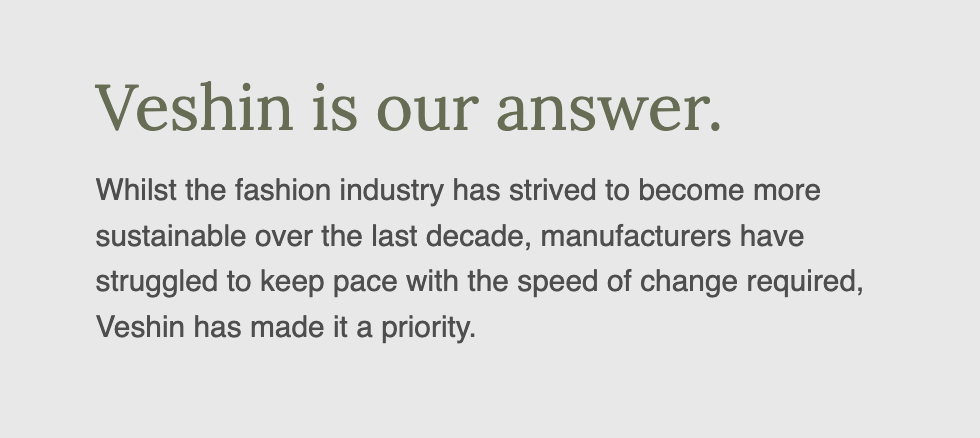 Veshin is our answer.
Whilst the fashion industry has strived to become more
sustainable over the last decade, manufacturers have
struggled to keep pace with the speed of change required,
Veshin has made it a priority.